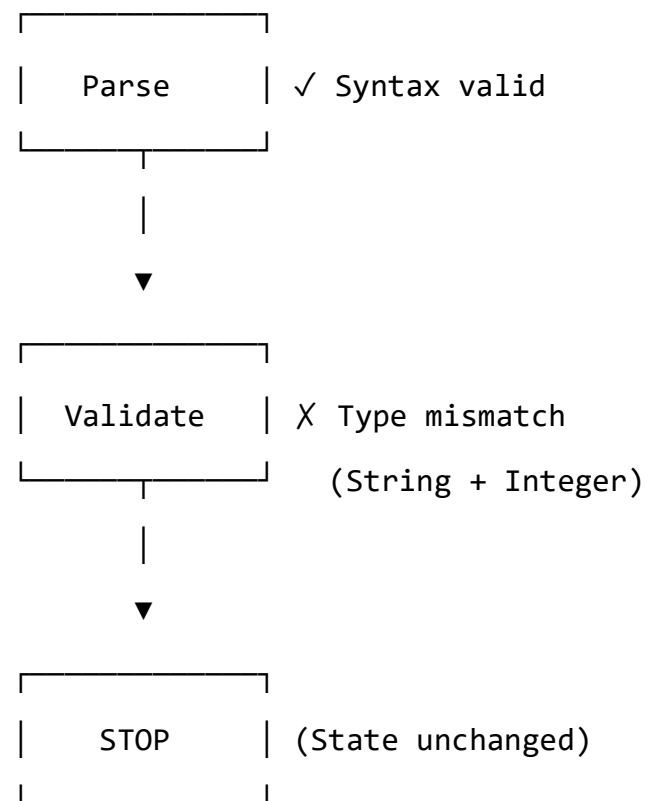 Parse ✓ Syntax valid
Validate ✗ Type mismatch
(String + Integer)
STOP (State unchanged)